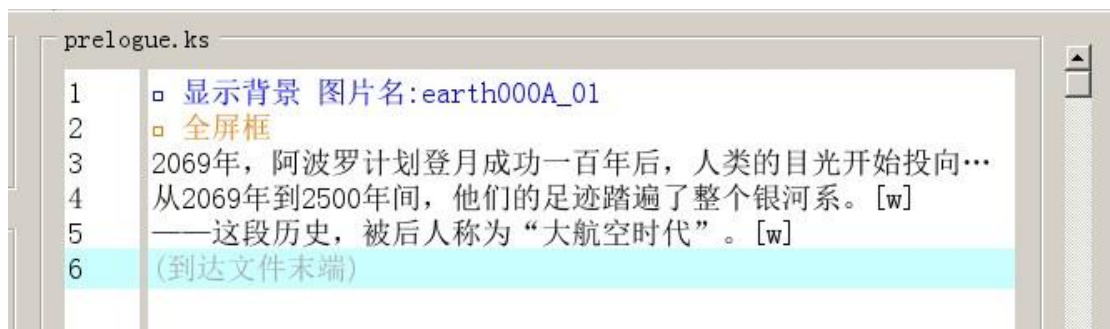 prelogue.ks
1 显示背景 图片名:earth000A_01
2 全屏框
3 2069年，阿波罗计划登月成功一百年后，人类的目光开始投向…
4 从2069年到2500年间，他们的足迹踏遍了整个银河系。[w]
5 ——这段历史，被后人称为“大航空时代”。[w]
6 (到达文件末端)